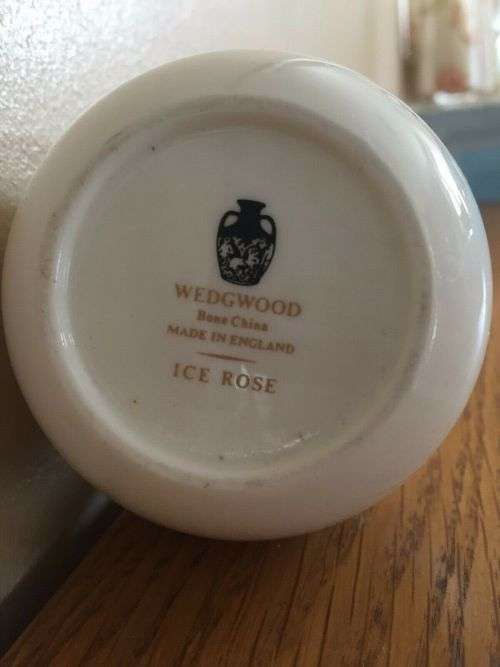 WEDGWOOD
Bone China
MADE IN ENGLAND
ICE ROSE